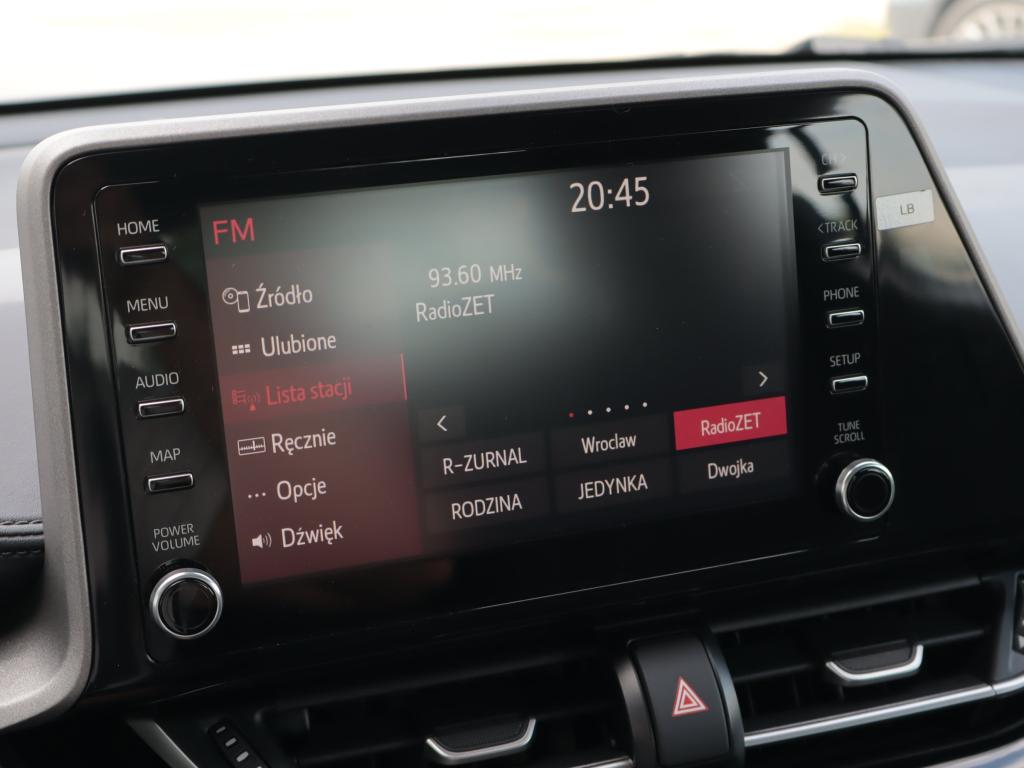 HOME
MENU
AUDIO
MAP
POWER
VOLUME
FM
20:45
Źródło
Ulubione
Lista stacji
Ręcznie
Opcje
Dźwięk
93.60 MHz
RadioZET
R-ZURNAL
Wroclaw
RadioZET
RODZINA
JEDYNKA
Dwojka
CH>
<TRACK
PHONE
SETUP
TUNE
SCROLL
LB